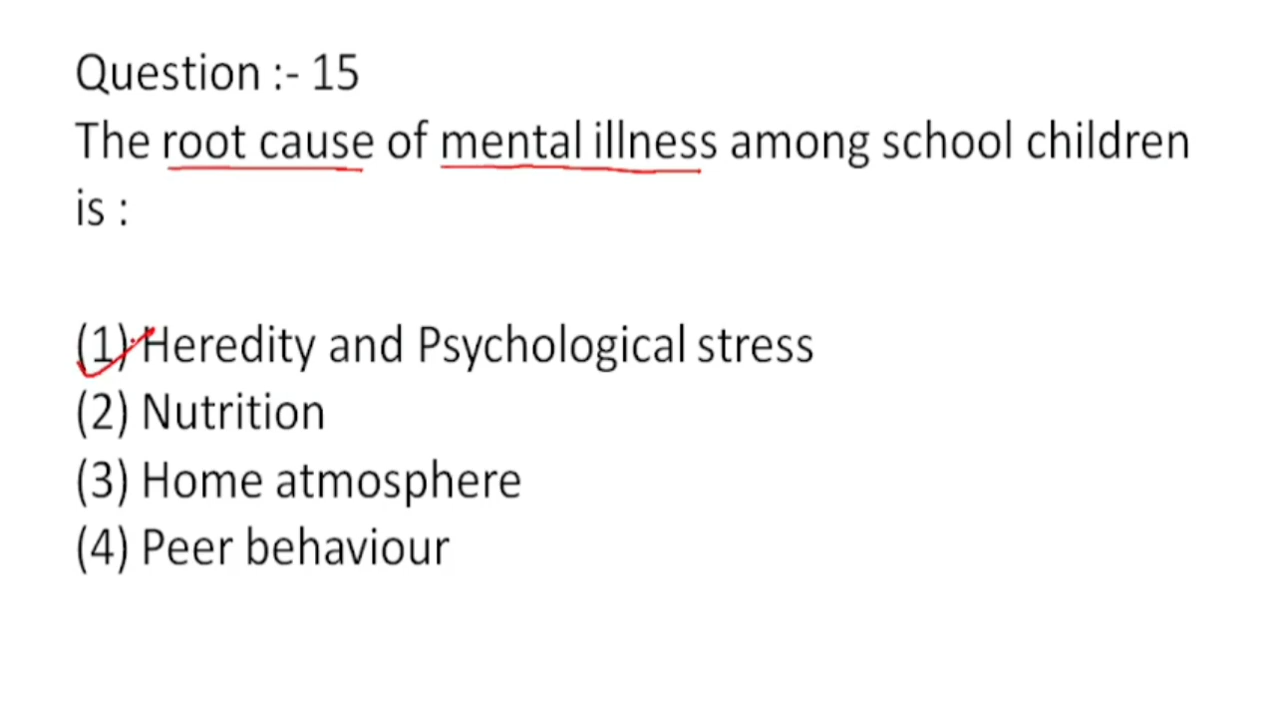 Question :- 15
The root cause of mental illness among school children
is :
(1) Heredity and Psychological stress
(2) Nutrition
(3) Home atmosphere
(4) Peer behaviour